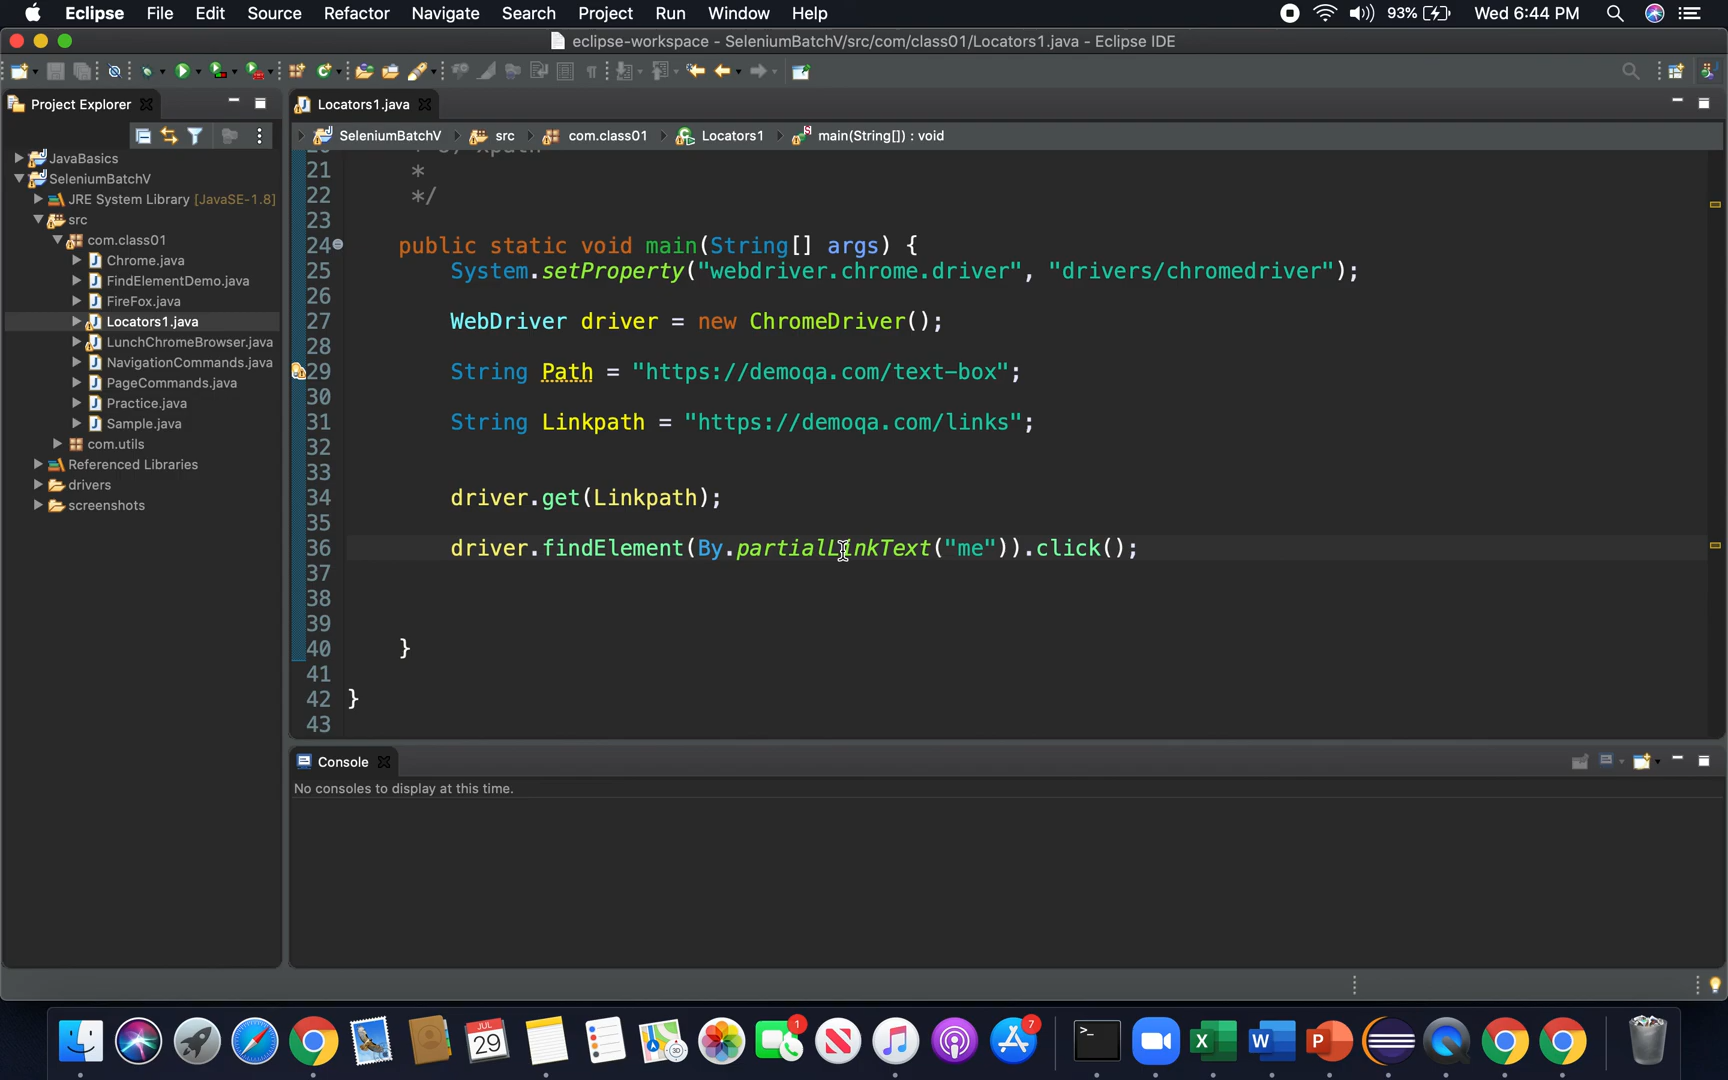 Eclipse File Edit Source Refactor Navigate Search Project Run Window Help 93% Wed 6:44 PM
eclipse-workspace - SeleniumBatchV/src/com/class01/Locators1.java - Eclipse IDE
Project Explorer
JavaBasics
SeleniumBatchV
JRE System Library [JavaSE-1.8]
src
com.class01
Chrome.java
FindElementDemo.java
FireFox.java
Locators1.java
LunchChromeBrowser.java
NavigationCommands.java
PageCommands.java
Practice.java
Sample.java
com.utils
Referenced Libraries
drivers
screenshots
Locators1.java
SeleniumBatchV src com.class01 Locators1 main(String[]) : void
21 *
22 */
23
24 public static void main(String[] args) {
25 System.setProperty("webdriver.chrome.driver", "drivers/chromedriver");
26
27 WebDriver driver = new ChromeDriver();
28
29 String Path = "https://demoqa.com/text-box";
30
31 String Linkpath = "https://demoqa.com/links";
32
33
34 driver.get(Linkpath);
35
36 driver.findElement(By.partialLinkText("me")).click();
37
38
39
40 }
41
42 }
43
Console
No consoles to display at this time.
JUL
29
1
7